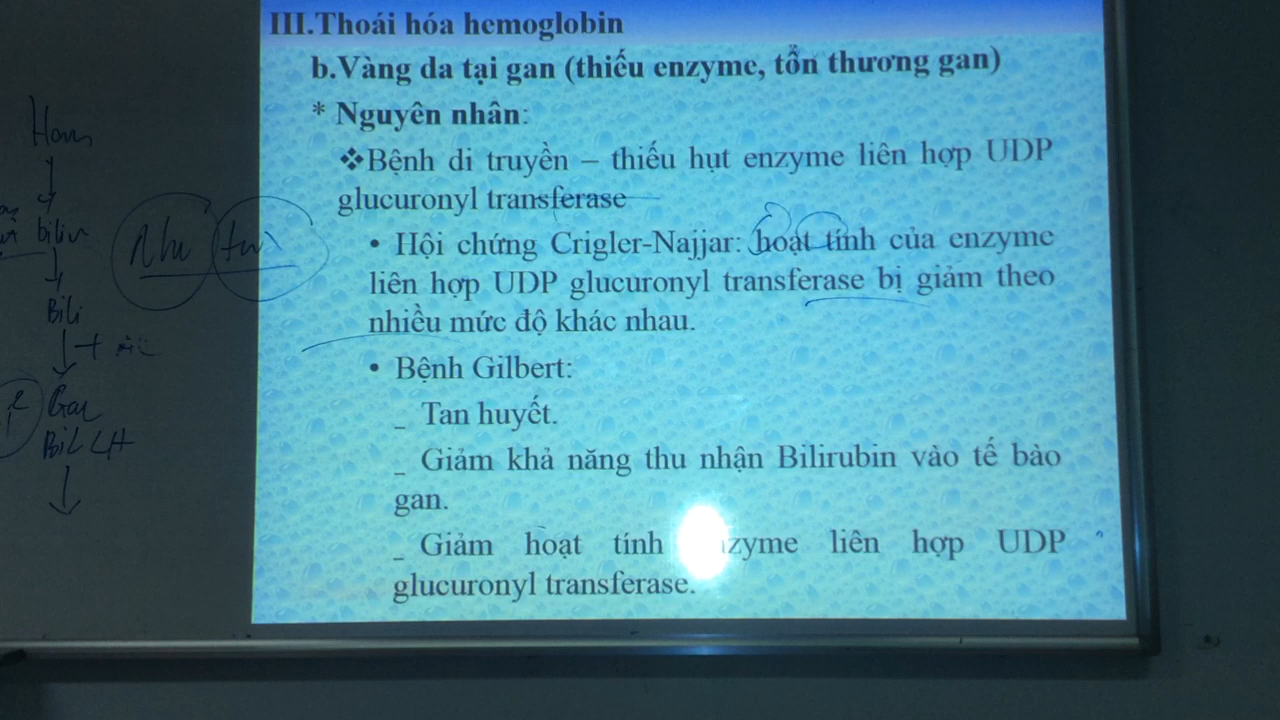 III.Thoái hóa hemoglobin
b.Vàng da tại gan (thiếu enzyme, tổn thương gan)
* Nguyên nhân:
❖Bệnh di truyền – thiếu hụt enzyme liên hợp UDP
glucuronyl transferase
• Hội chứng Crigler-Najjar: hoạt tính của enzyme
liên hợp UDP glucuronyl transferase bị giảm theo
nhiều mức độ khác nhau.
• Bệnh Gilbert:
_ Tan huyết.
_ Giảm khả năng thu nhận Bilirubin vào tế bào
gan.
_ Giảm hoạt tính zyme liên hợp UDP
glucuronyl transferase.
Bili
Gan
Bil LH